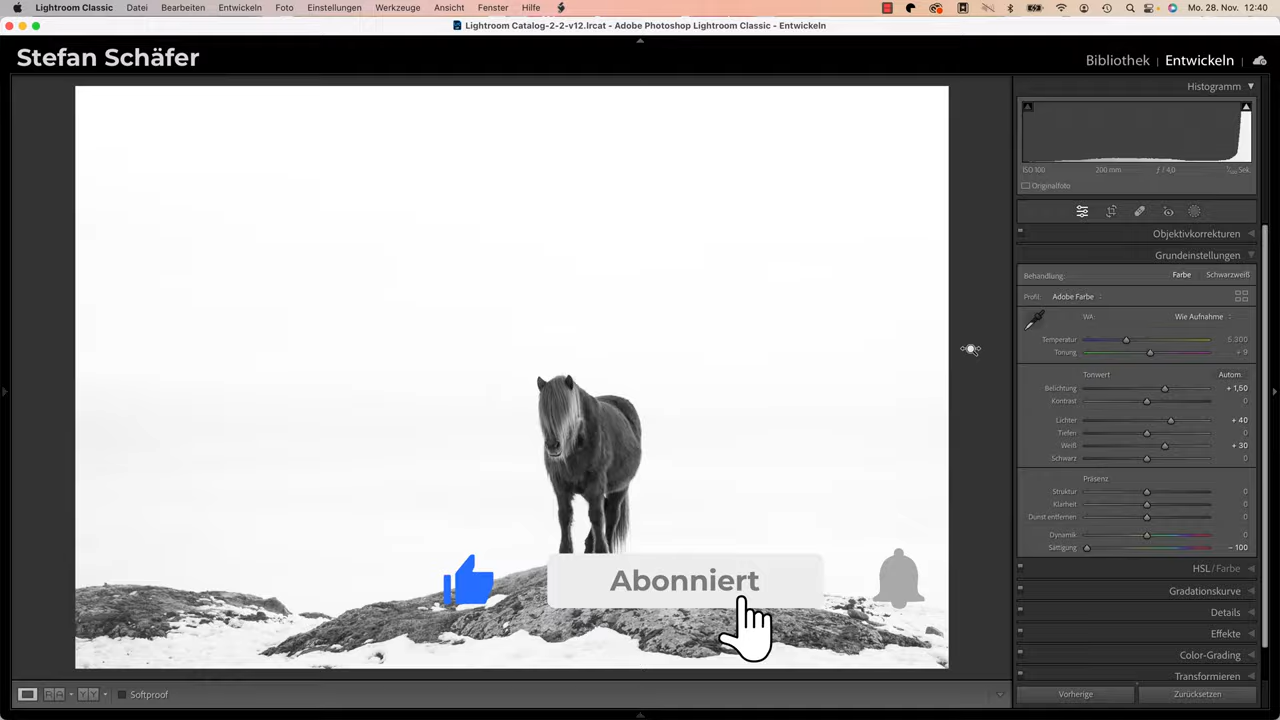 Lightroom Classic Datei Bearbeiten Entwickeln Foto Einstellungen Werkzeuge Ansicht Fenster Hilfe Mo. 28. Nov. 12:40
Lightroom Catalog-2-2-v12.lrcat - Adobe Photoshop Lightroom Classic - Entwickeln
Stefan Schäfer
Bibliothek | Entwickeln
Histogramm
ISO 100 200 mm ƒ / 4,0 Sek.
Originalfoto
Objektivkorrekturen
Grundeinstellungen
Behandlung: Farbe Schwarzweiß
Profil: Adobe Farbe
WA: Wie Aufnahme
Temperatur 5.300
Tonung + 9
Tonwert Autom.
Belichtung + 1,50
Kontrast 0
Lichter + 40
Tiefen 0
Weiß + 30
Schwarz 0
Präsenz
Struktur 0
Klarheit 0
Dunst entfernen 0
Dynamik 0
Sättigung - 100
HSL / Farbe
Gradationskurve
Details
Effekte
Color-Grading
Transformieren
Abonniert
Softproof
Vorherige Zurücksetzen